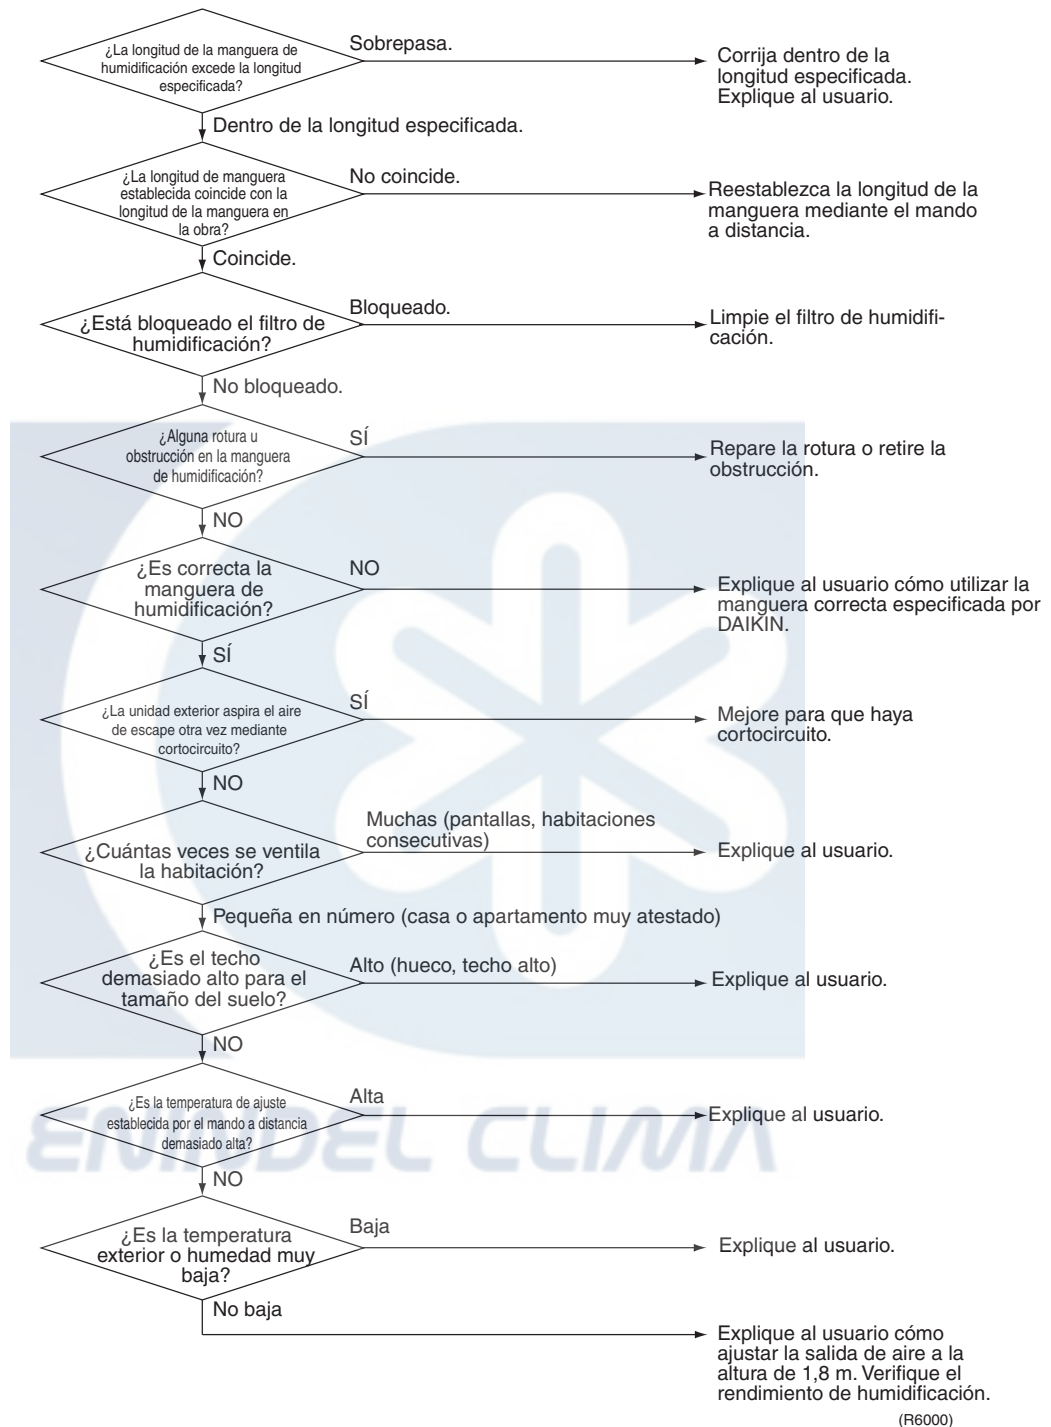 ¿La longitud de la manguera de
humidificación excede la longitud
especificada?
Sobrepasa.
Corrija dentro de la
longitud especificada.
Explique al usuario.
Dentro de la longitud especificada.
¿La longitud de manguera
establecida coincide con la
longitud de la manguera en
la obra?
No coincide.
Reestablezca la longitud de la
manguera mediante el mando
a distancia.
Coincide.
¿Está bloqueado el filtro de
humidificación?
Bloqueado.
Limpie el filtro de humidifi-
cación.
No bloqueado.
¿Alguna rotura u
obstrucción en la manguera
de humidificación?
SÍ
Repare la rotura o retire la
obstrucción.
NO
¿Es correcta la
manguera de
humidificación?
NO
Explique al usuario cómo utilizar la
manguera correcta especificada por
DAIKIN.
SÍ
¿La unidad exterior aspira el aire
de escape otra vez mediante
cortocircuito?
SÍ
Mejore para que haya
cortocircuito.
NO
¿Cuántas veces se ventila
la habitación?
Muchas (pantallas, habitaciones
consecutivas)
Explique al usuario.
Pequeña en número (casa o apartamento muy atestado)
¿Es el techo
demasiado alto para el
tamaño del suelo?
Alto (hueco, techo alto)
Explique al usuario.
NO
¿Es la temperatura de ajuste
establecida por el mando a distancia
demasiado alta?
Alta
Explique al usuario.
ENINDEL CLIMA
NO
¿Es la temperatura
exterior o humedad muy
baja?
Baja
Explique al usuario.
No baja
Explique al usuario cómo
ajustar la salida de aire a la
altura de 1,8 m. Verifique el
rendimiento de humidificación.
(R6000)